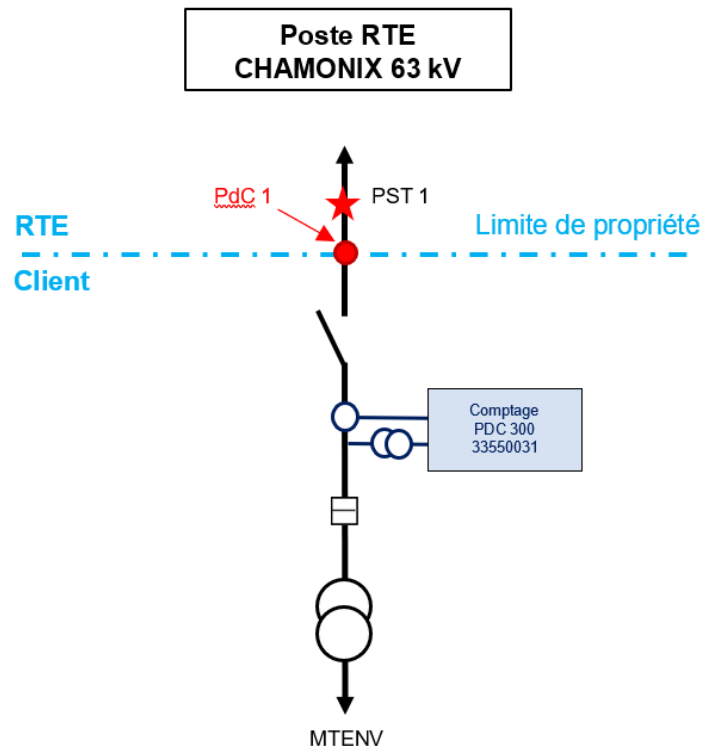 Poste RTE
CHAMONIX 63 kV
PdC 1
PST 1
RTE
Limite de propriété
Client
Comptage
PDC 300
33550031
MTENV